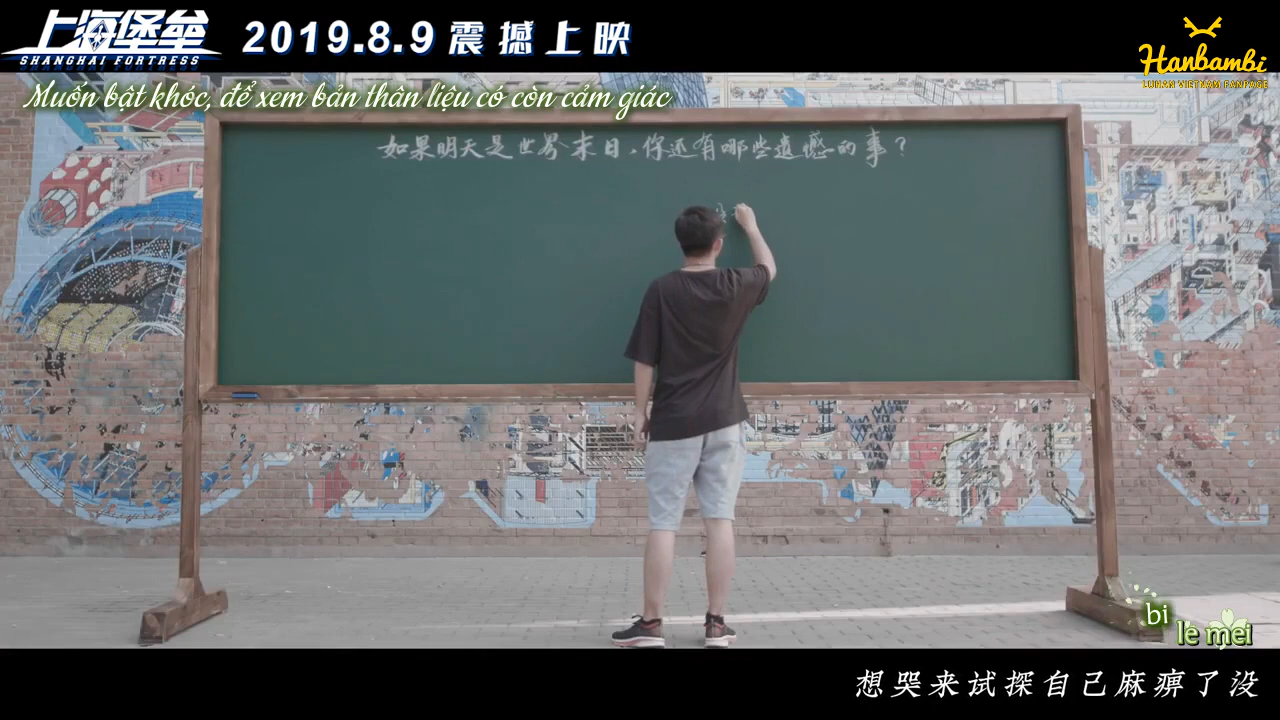 上海堡垒
SHANGHAI FORTRESS
2019.8.9 震撼上映
Hanbambi
LUHAN VIETNAM FANPAGE
Muốn bật khóc, để xem bản thân liệu có còn cảm giác
如果明天是世界末日，你还有哪些遗憾的事？
bi
le mei
想哭来试探自己麻痹了没